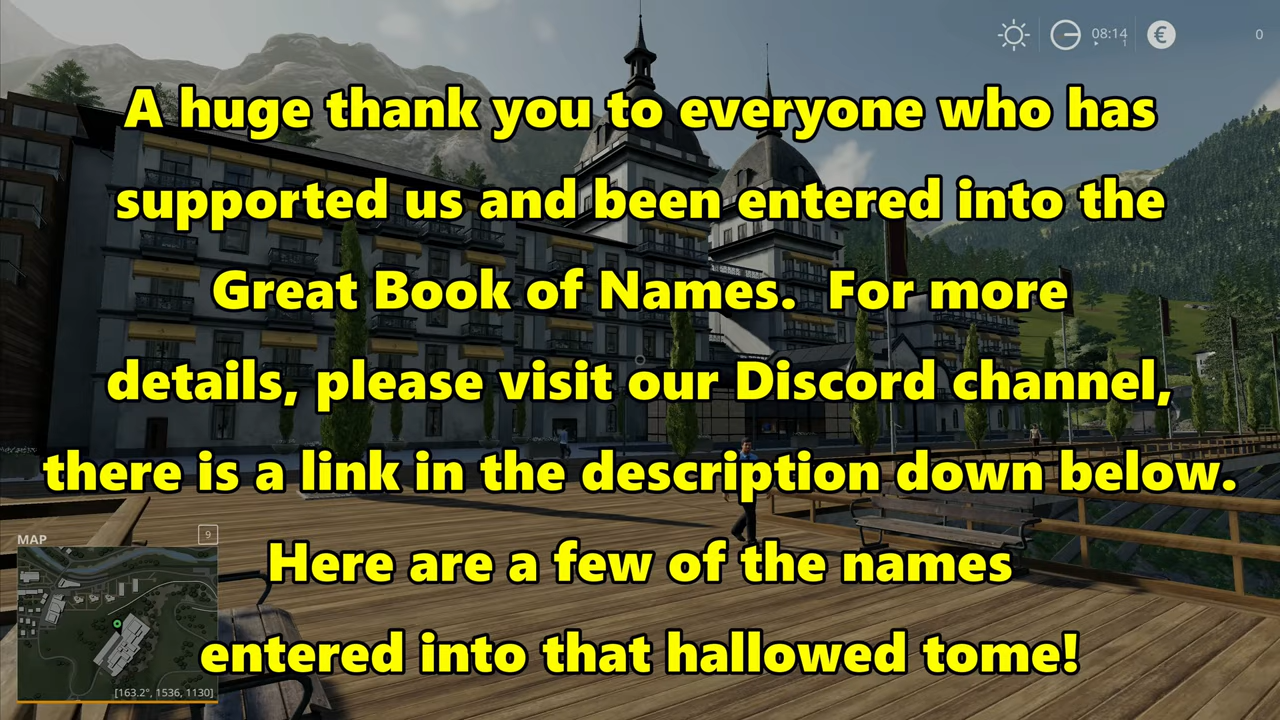 08:14
1
€
0
A huge thank you to everyone who has
supported us and been entered into the
Great Book of Names.  For more
details, please visit our Discord channel,
there is a link in the description down below.
Here are a few of the names
entered into that hallowed tome!
MAP
9
[163.2°, 1536, 1130]